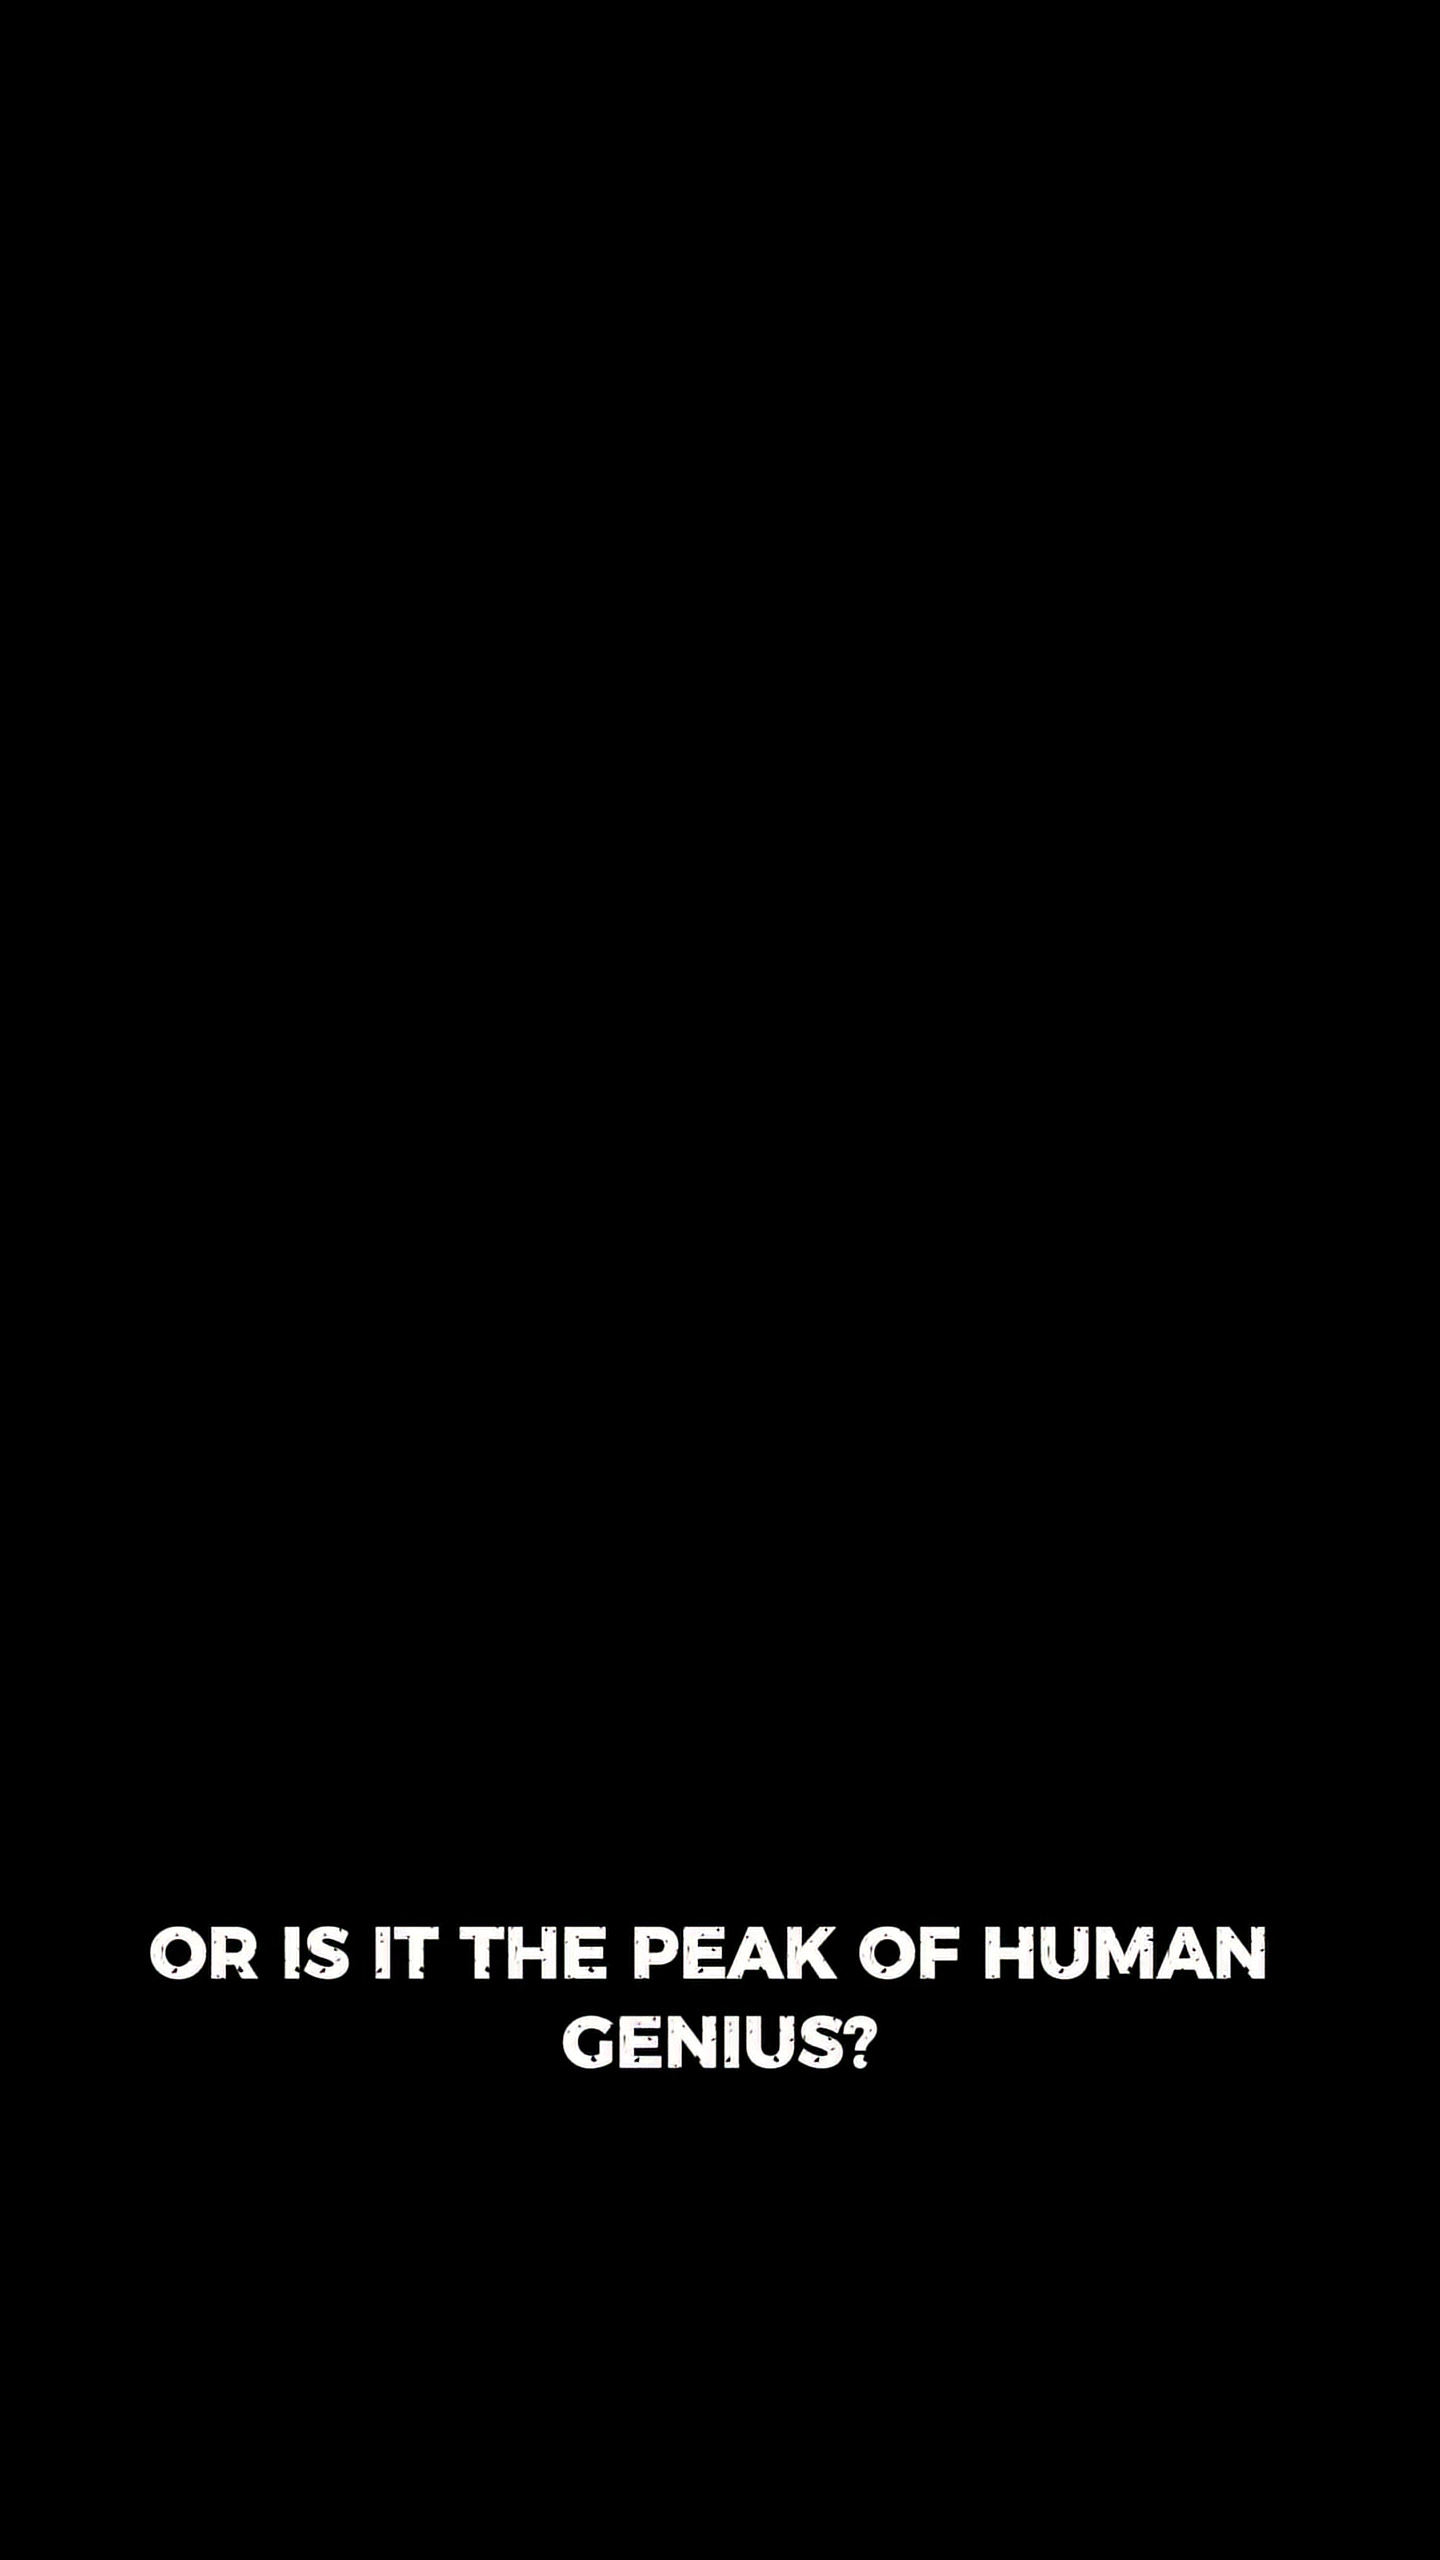 OR IS IT THE PEAK OF HUMAN
GENIUS?